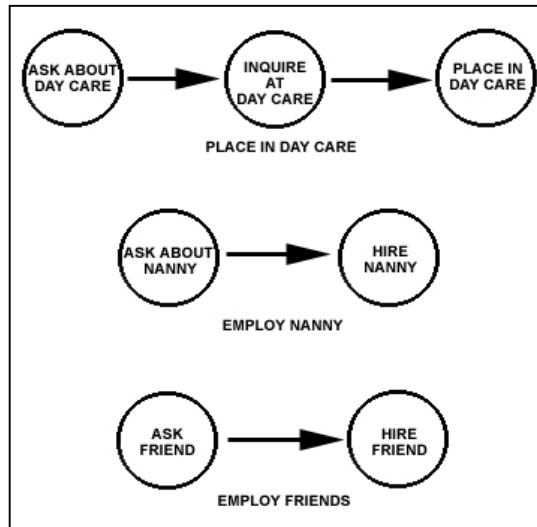 ASK ABOUT
DAY CARE
INQUIRE
AT
DAY CARE
PLACE IN
DAY CARE
PLACE IN DAY CARE
ASK ABOUT
NANNY
HIRE
NANNY
EMPLOY NANNY
ASK
FRIEND
HIRE
FRIEND
EMPLOY FRIENDS